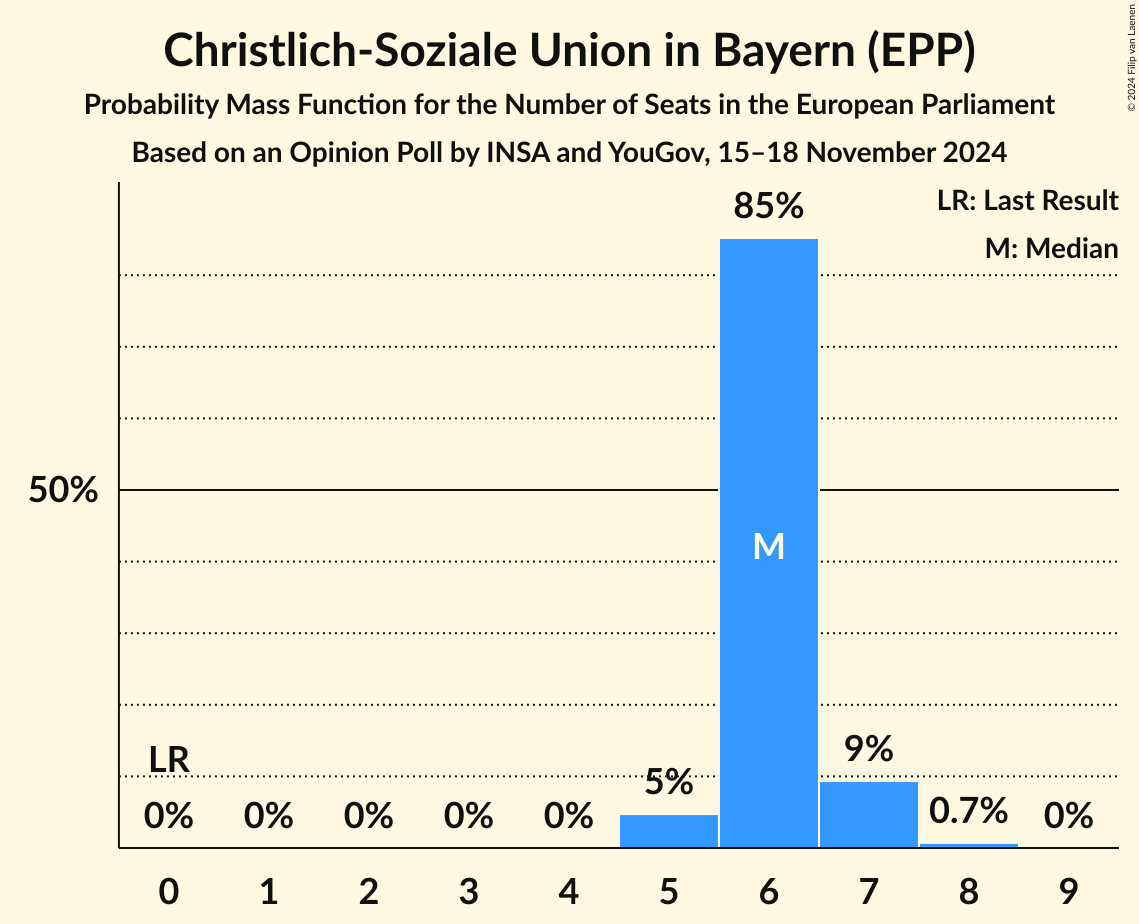 Christlich-Soziale Union in Bayern (EPP)
Probability Mass Function for the Number of Seats in the European Parliament
Based on an Opinion Poll by INSA and YouGov, 15–18 November 2024
© 2024 Filip van Laenen
LR: Last Result
M: Median
85%
50%
M
LR
9%
5%
0% 0% 0% 0% 0% 0.7% 0%
0 1 2 3 4 5 6 7 8 9